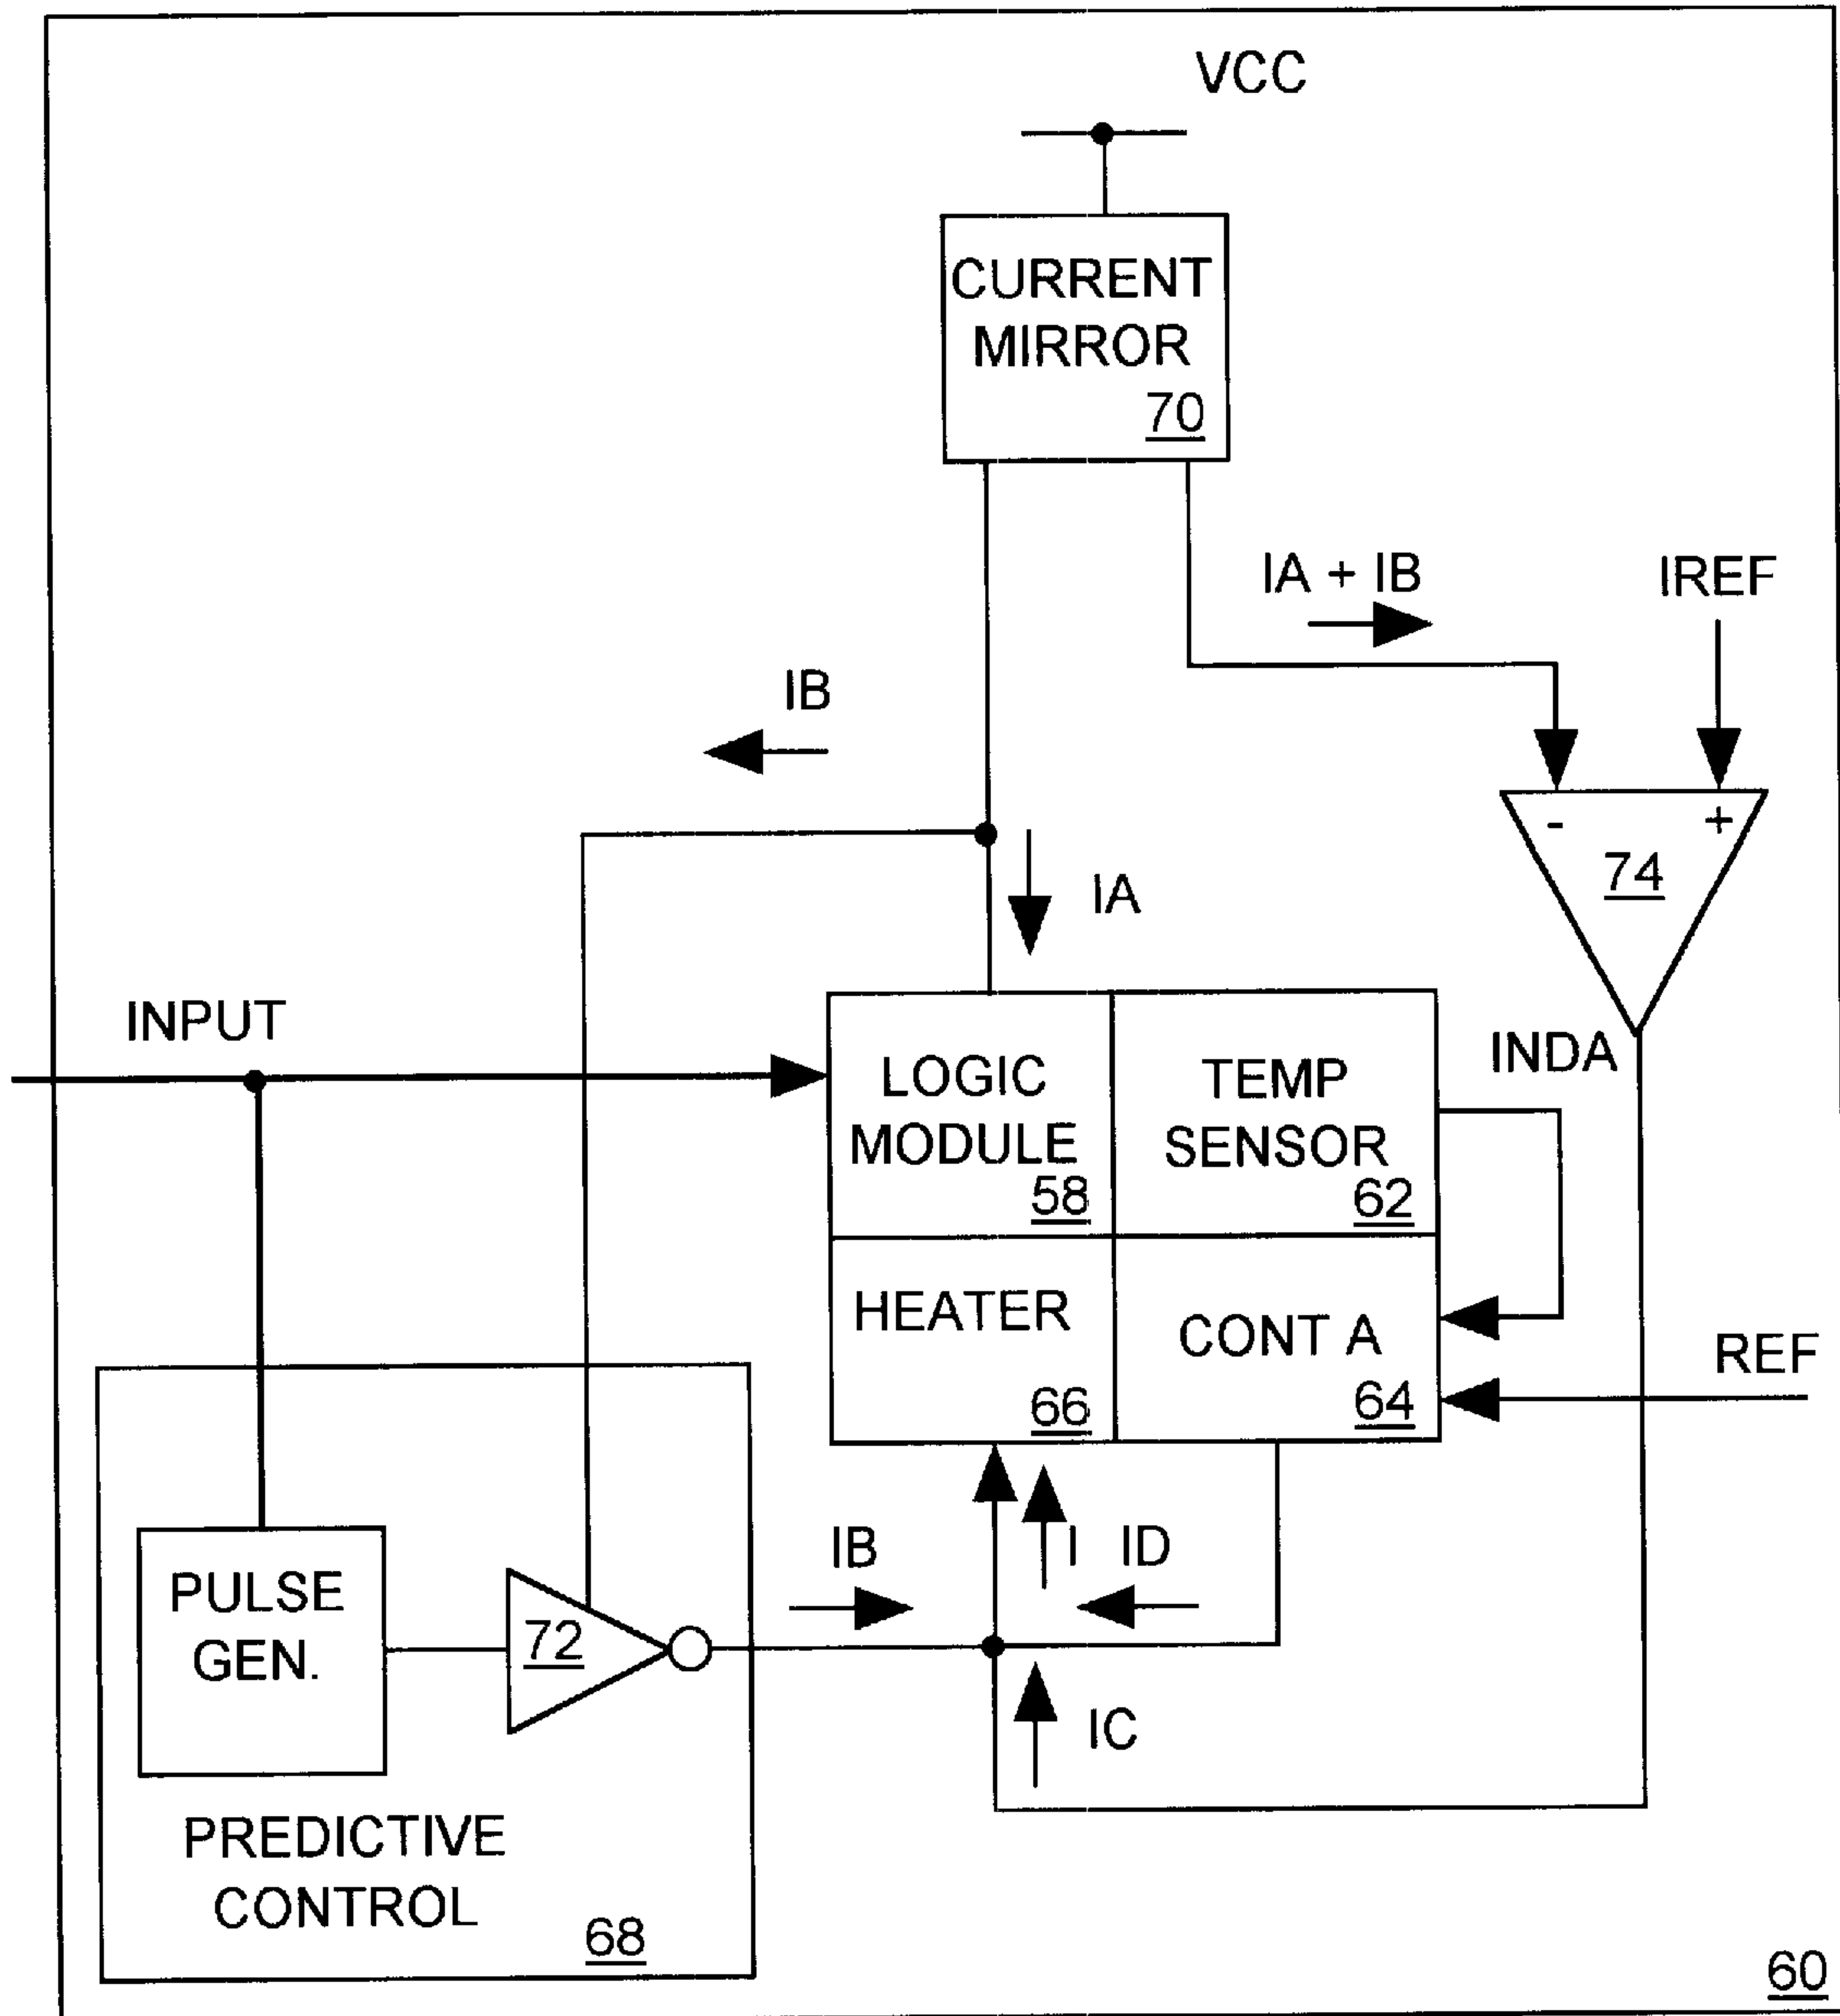 VCC
CURRENT
MIRROR
70
IA + IB
IREF
IB
- +
74
IA
INPUT
INDA
LOGIC
MODULE
58
TEMP
SENSOR
62
HEATER
66
CONT A
64
REF
IB
I
ID
PULSE
GEN.
72
IC
PREDICTIVE
CONTROL
68
60